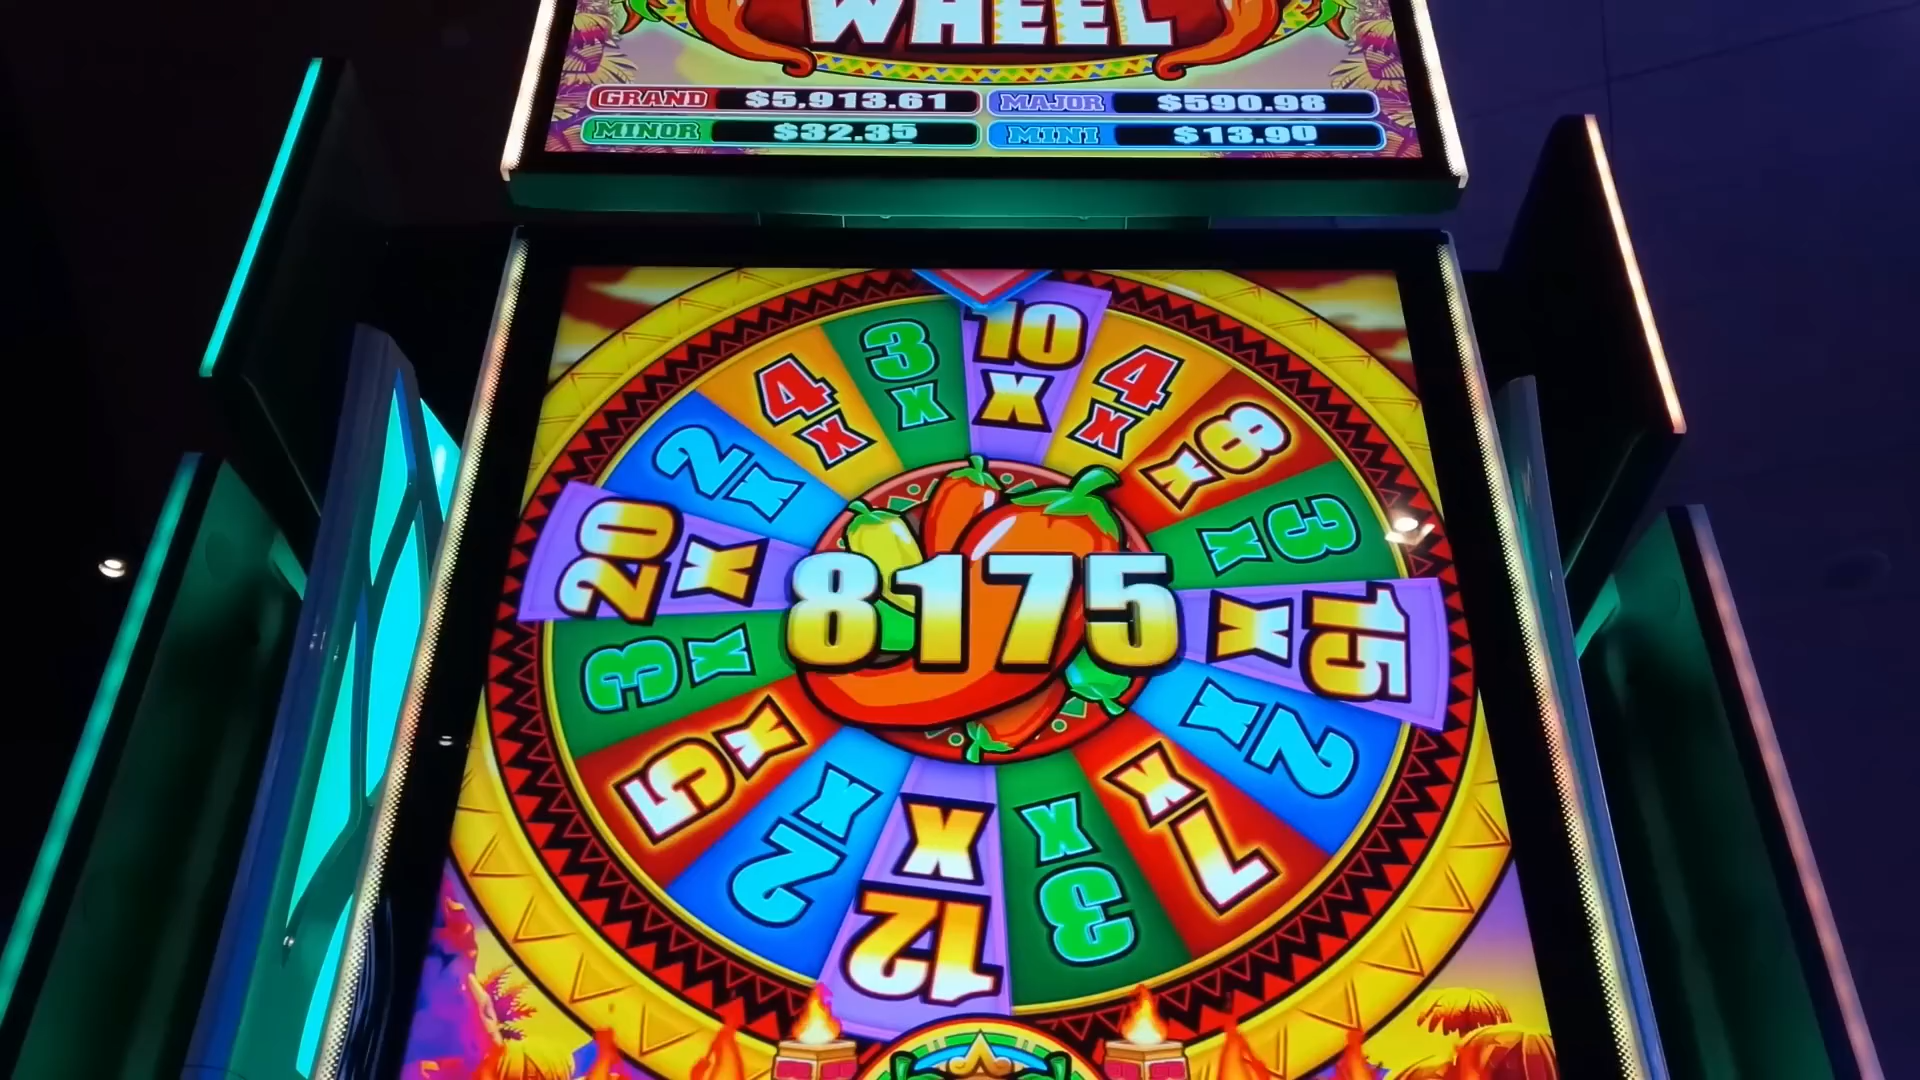 WHEEL
GRAND $5,913.61 MAJOR $590.98
MINOR $32.35 MINI $13.90
10 X
4 X
8 X
3 X
15 X
2 X
7 X
3 X
12 X
2 X
5 X
3 X
20 X
2 X
4 X
3 X
8175